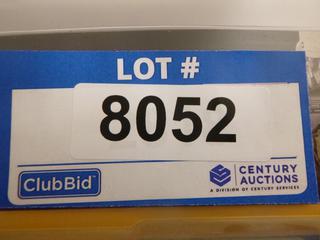 LOT #
8052
ClubBid
CENTURY
AUCTIONS
A DIVISION OF CENTURY SERVICES